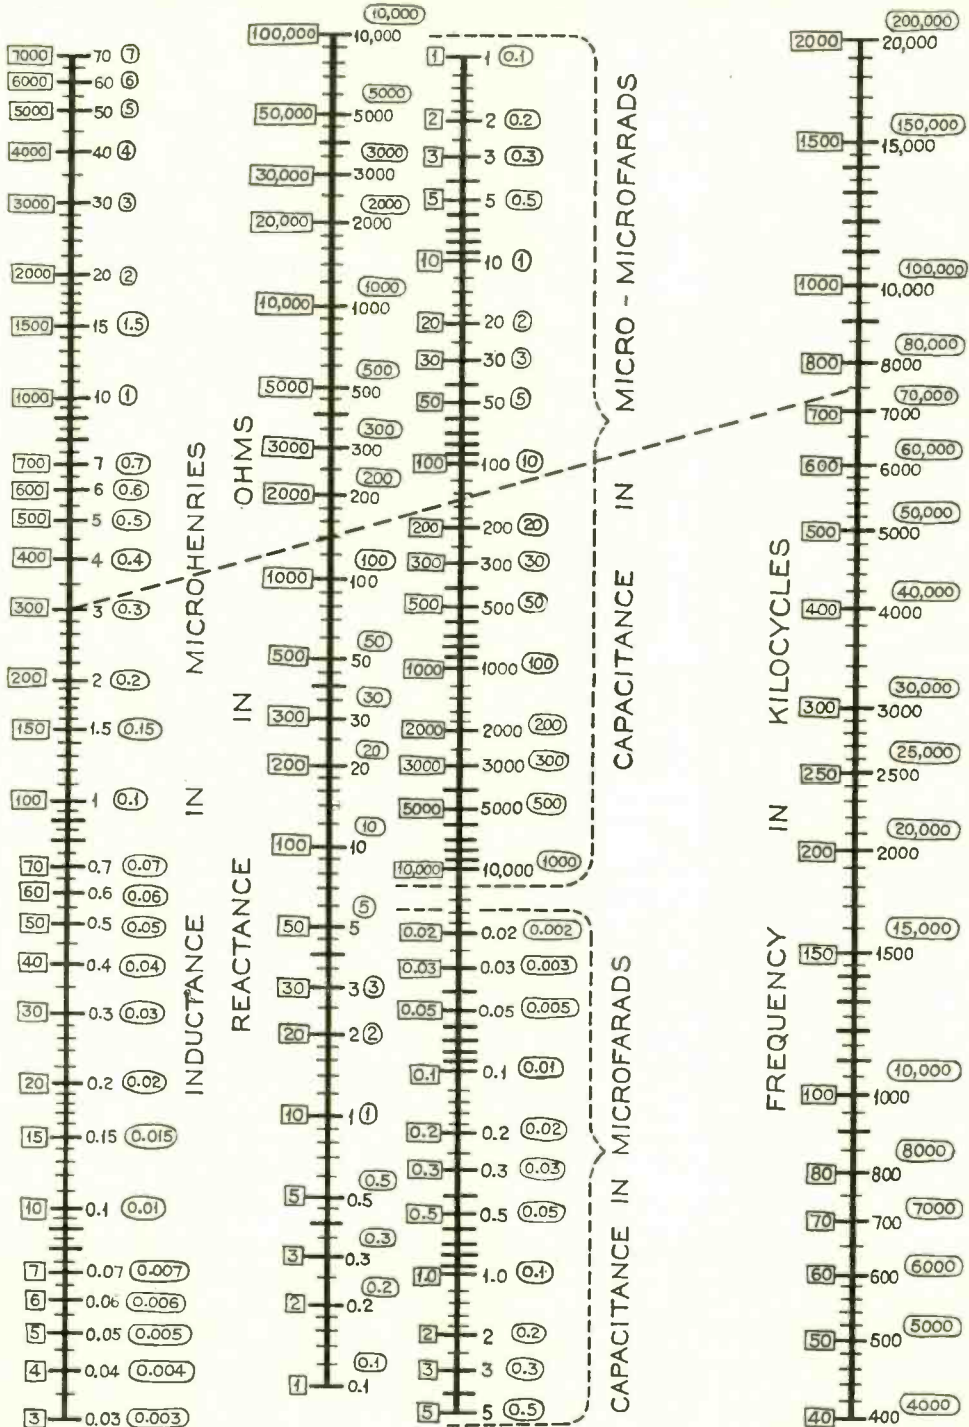 7000 70 7
6000 60 6
5000 50 5
4000 40 4
3000 30 3
2000 20 2
1500 15 1.5
1000 10 1
700 7 0.7
600 6 0.6
500 5 0.5
400 4 0.4
300 3 0.3
200 2 0.2
150 1.5 0.15
100 1 0.1
70 0.7 0.07
60 0.6 0.06
50 0.5 0.05
40 0.4 0.04
30 0.3 0.03
20 0.2 0.02
15 0.15 0.015
10 0.1 0.01
7 0.07 0.007
6 0.06 0.006
5 0.05 0.005
4 0.04 0.004
3 0.03 0.003
INDUCTANCE IN MICROHENRIES
REACTANCE IN OHMS
100,000 10,000 10,000
50,000 5000 5000
30,000 3000 3000
20,000 2000 2000
10,000 1000 1000
5000 500 500
3000 300 300
2000 200 200
1000 100 100
500 50 50
300 30 30
200 20 20
100 10 10
50 5 5
30 3 3
20 2 2
10 1 1
5 0.5 0.5
3 0.3 0.3
2 0.2 0.2
1 0.1 0.1
1 1 0.1
2 2 0.2
3 3 0.3
5 5 0.5
10 10 1
20 20 2
30 30 3
50 50 5
100 100 10
200 200 20
300 300 30
500 500 50
1000 1000 100
2000 2000 200
3000 3000 300
5000 5000 500
10,000 10,000 1000
CAPACITANCE IN MICRO-MICROFARADS
0.02 0.02 0.002
0.03 0.03 0.003
0.05 0.05 0.005
0.1 0.1 0.01
0.2 0.2 0.02
0.3 0.3 0.03
0.5 0.5 0.05
1.0 1.0 0.1
2 2 0.2
3 3 0.3
5 5 0.5
CAPACITANCE IN MICROFARADS
FREQUENCY IN KILOCYCLES
2000 20,000 200,000
1500 15,000 150,000
1000 10,000 100,000
800 8000 80,000
700 7000 70,000
600 6000 60,000
500 5000 50,000
400 4000 40,000
300 3000 30,000
250 2500 25,000
200 2000 20,000
150 1500 15,000
100 1000 10,000
80 800 8000
70 700 7000
60 600 6000
50 500 5000
40 400 4000